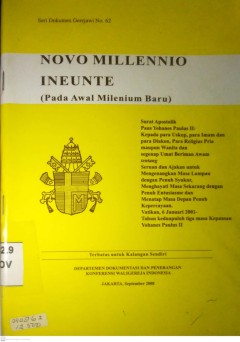 Seri Dokumen Gerejawi No. 62
NOVO MILLENNIO
INEUNTE
(Pada Awal Milenium Baru)
Surat Apostolik
Paus Yohanes Paulus II:
Kepada para Uskup, para Imam dan
para Diakon, Para Religius Pria
maupun Wanita dan
segenap Umat Beriman Awam
tentang
Seruan dan Ajakan untuk
Mengenangkan Masa Lampau
dengan Penuh Syukur;
Menghayati Masa Sekarang dengan
Penuh Entusiasme dan
Menatap Masa Depan Penuh
Kepercayaan.
Vatikan, 6 Januari 2001:
Tahun keduapuluh tiga masa Kepausan
Yohanes Paulus II
Terbatas untuk Kalangan Sendiri
DEPARTEMEN DOKUMENTASI DAN PENERANGAN
KONFERENSI WALIGEREJA INDONESIA
JAKARTA, September 2008
2.9
OV